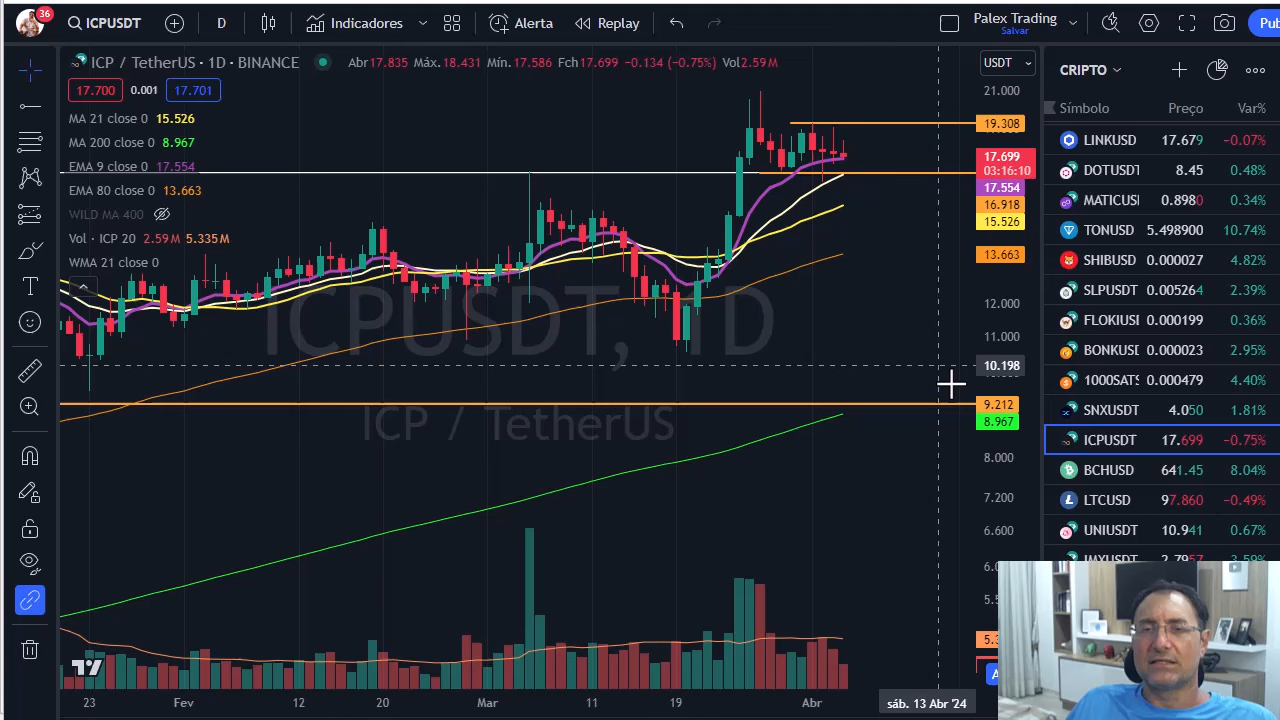 36
ICPUSDT
D
Indicadores
Alerta
Replay
Palex Trading
Salvar
Pub
ICP / TetherUS · 1D · BINANCE
Abr17.835 Máx.18.431 Mín.17.586 Fch17.699 −0.134 (−0.75%) Vol2.59M
USDT
17.700 0.001 17.701
MA 21 close 0 15.526
MA 200 close 0 8.967
EMA 9 close 0 17.554
EMA 80 close 0 13.663
WILD MA 400
Vol · ICP 20 2.59M 5.335M
WMA 21 close 0
ICPUSDT, 1D
ICP / TetherUS
21.000
19.308
17.699
03:16:10
17.554
16.918
15.526
13.663
12.000
11.000
10.198
9.212
8.967
8.000
7.200
6.600
23 Fev 12 20 Mar 11 19 Abr sáb. 13 Abr '24
CRIPTO
Símbolo Preço Var%
LINKUSD 17.679 −0.07%
DOTUSDT 8.45 0.48%
MATICUSI 0.8980 0.34%
TONUSD 5.498900 10.74%
SHIBUSD 0.000027 4.82%
SLPUSDT 0.005264 2.39%
FLOKIUSI 0.000199 0.36%
BONKUSD 0.000023 2.95%
1000SATS 0.000479 4.40%
SNXUSDT 4.050 1.81%
ICPUSDT 17.699 −0.75%
BCHUSD 641.45 8.04%
LTCUSD 97.860 −0.49%
UNIUSDT 10.941 0.67%
IMXUSDT 2.7957 3.59%